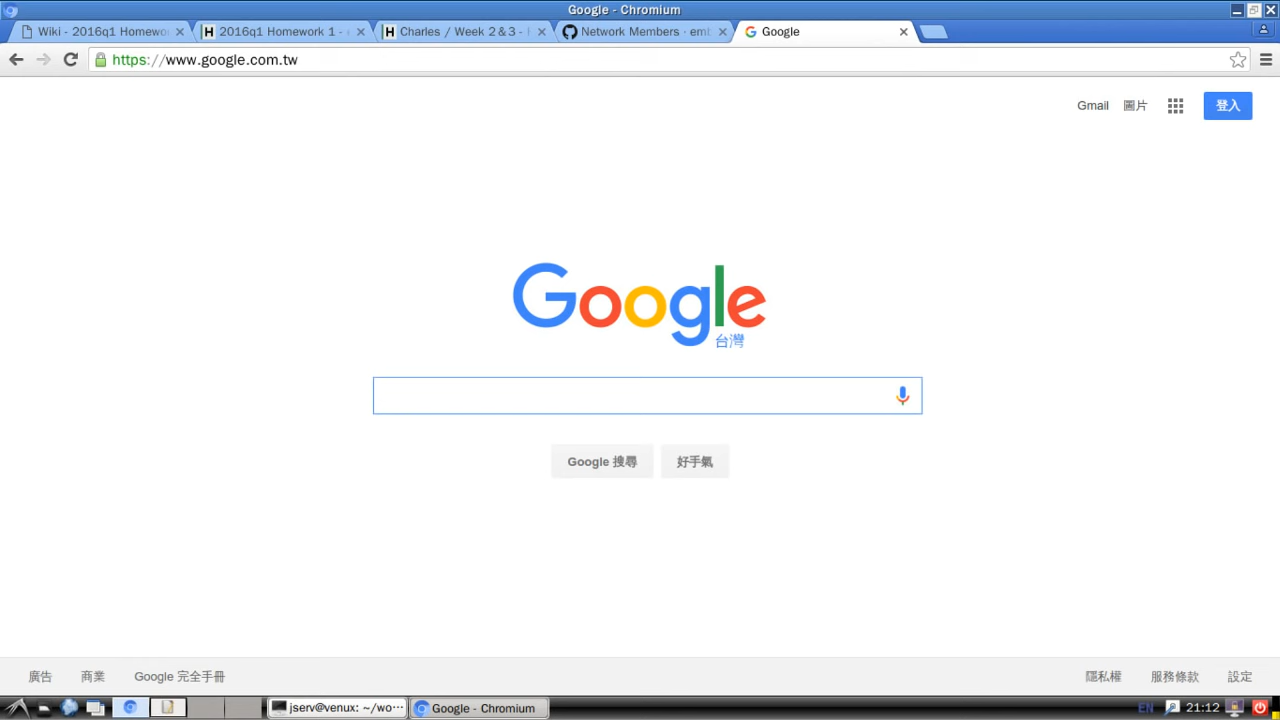 Google - Chromium
Wiki - 2016q1 Homewo
2016q1 Homework 1 -
Charles / Week 2 & 3 -
Network Members · emb
Google
https://www.google.com.tw
Gmail 圖片 登入
Google
台灣
Google 搜尋 好手氣
廣告 商業 Google 完全手冊 隱私權 服務條款 設定
jserv@venux: ~/wo··· Google - Chromium EN 21:12